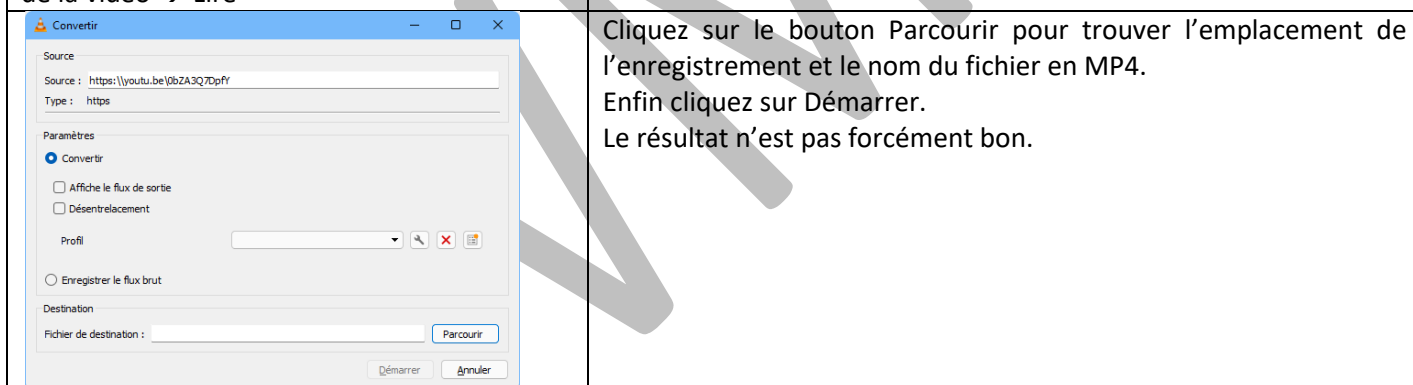 de la vidéo → Lire
Convertir
Source
Source : https:\\youtu.be\0bZA3Q7DpfY
Type : https
Paramètres
Convertir
Affiche le flux de sortie
Désentrelacement
Profil
Enregistrer le flux brut
Destination
Fichier de destination :
Parcourir
Démarrer Annuler
Cliquez sur le bouton Parcourir pour trouver l’emplacement de
l’enregistrement et le nom du fichier en MP4.
Enfin cliquez sur Démarrer.
Le résultat n’est pas forcément bon.